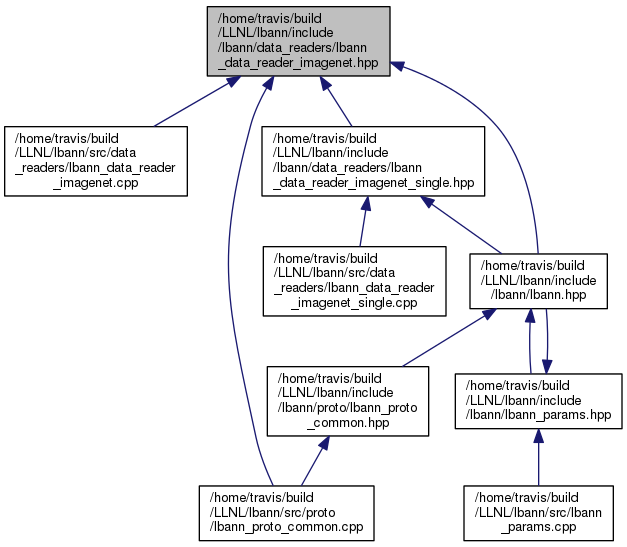 /home/travis/build
/LLNL/lbann/include
/lbann/data_readers/lbann
_data_reader_imagenet.hpp
/home/travis/build
/LLNL/lbann/src/data
_readers/lbann_data_reader
_imagenet.cpp
/home/travis/build
/LLNL/lbann/include
/lbann/data_readers/lbann
_data_reader_imagenet_single.hpp
/home/travis/build
/LLNL/lbann/src/data
_readers/lbann_data_reader
_imagenet_single.cpp
/home/travis/build
/LLNL/lbann/include
/lbann/lbann.hpp
/home/travis/build
/LLNL/lbann/include
/lbann/proto/lbann_proto
_common.hpp
/home/travis/build
/LLNL/lbann/include
/lbann/lbann_params.hpp
/home/travis/build
/LLNL/lbann/src/proto
/lbann_proto_common.cpp
/home/travis/build
/LLNL/lbann/src/lbann
_params.cpp